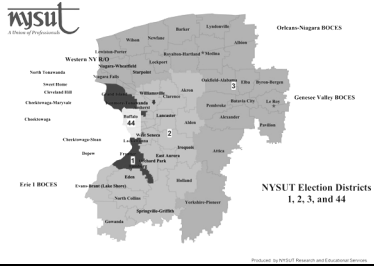 nysut
A Union of Professionals
Barker
Lyndonville
Wilson
Newfane
Orleans-Niagara BOCES
Albion
Lewiston-Porter
Royalton-Hartland
Medina
Lockport
Western NY R/O
Niagara-Wheatfield
Starpoint
North Tonawanda
Niagara-Falls
Oakfield-Alabama
Elba
Byron-Bergen
3
Sweet Home
Akron
Cleveland Hill
Williamsville
Clarence
Genesee Valley BOCES
Cheektowaga-Maryvale
Amherst
Pembroke
Batavia-City
Le Roy
Buffalo
Lancaster
Alexander
Cheektowaga
44
Alden
Pavilion
2
West Seneca
Cheektowaga-Sloan
Iroquois
Attica
Depew
1
East Aurora
Orchard Park
Eden
Holland
Erie 1 BOCES
Evans-Brant (Lake Shore)
NYSUT Election Districts
1, 2, 3, and 44
North Collins
Yorkshire-Pioneer
Springville-Griffith
Gowanda
Produced by NYSUT Research and Educational Services